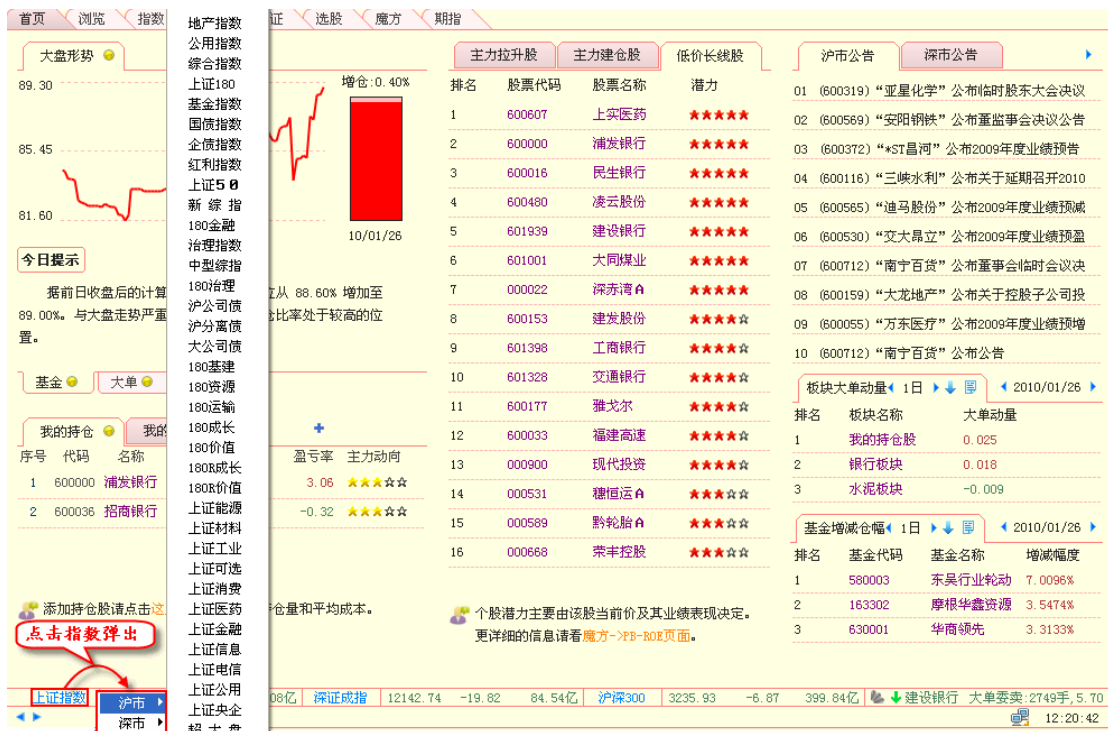 首页 浏览 指数 证 选股 魔方 期指
大盘形势
89.30
85.45
81.60
增仓:0.40%
10/01/26
今日提示
据前日收盘后的计算 位从 88.60% 增加至
89.00%。与大盘走势严重 仓比率处于较高的位
置。
基金 大单
我的持仓 我的
序号 代码 名称 盈亏率 主力动向
1 600000 浦发银行 3.06 ★★★☆☆
2 600036 招商银行 -0.32 ★★★☆☆
添加持仓股请点击这 仓量和平均成本。
点击指数弹出
地产指数
公用指数
综合指数
上证180
基金指数
国债指数
企债指数
红利指数
上证50
新 综 指
180金融
治理指数
中型综指
180治理
沪公司债
沪分离债
大公司债
180基建
180资源
180运输
180成长
180价值
180R成长
180R价值
上证能源
上证材料
上证工业
上证可选
上证消费
上证医药
上证金融
上证信息
上证电信
上证公用
上证央企
超 大 盘
沪市
深市
主力拉升股 主力建仓股 低价长线股
排名 股票代码 股票名称 潜力
1 600607 上实医药 ★★★★★
2 600000 浦发银行 ★★★★★
3 600016 民生银行 ★★★★★
4 600480 凌云股份 ★★★★★
5 601939 建设银行 ★★★★★
6 601001 大同煤业 ★★★★★
7 000022 深赤湾A ★★★★★
8 600153 建发股份 ★★★★☆
9 601398 工商银行 ★★★★☆
10 601328 交通银行 ★★★★☆
11 600177 雅戈尔 ★★★★☆
12 600033 福建高速 ★★★★☆
13 000900 现代投资 ★★★★☆
14 000531 穗恒运A ★★★☆☆
15 000589 黔轮胎A ★★★☆☆
16 000668 荣丰控股 ★★★☆☆
个股潜力主要由该股当前价及其业绩表现决定。
更详细的信息请看魔方->PB-ROE页面。
沪市公告 深市公告
01 (600319)“亚星化学”公布临时股东大会决议
02 (600569)“安阳钢铁”公布董监事会决议公告
03 (600372)“*ST昌河”公布2009年度业绩预告
04 (600116)“三峡水利”公布关于延期召开2010
05 (600565)“迪马股份”公布2009年度业绩预减
06 (600530)“交大昂立”公布2009年度业绩预盈
07 (600712)“南宁百货”公布董事会临时会议决
08 (600159)“大龙地产”公布关于控股子公司投
09 (600055)“万东医疗”公布2009年度业绩预增
10 (600712)“南宁百货”公布公告
板块大单动量 1日 2010/01/26
排名 板块名称 大单动量
1 我的持仓股 0.025
2 银行板块 0.018
3 水泥板块 -0.009
基金增减仓幅 1日 2010/01/26
排名 基金代码 基金名称 增减幅度
1 580003 东吴行业轮动 7.0096%
2 163302 摩根华鑫资源 3.5474%
3 630001 华商领先 3.3133%
上证指数 08亿 深证成指 12142.74 -19.82 84.54亿 沪深300 3235.93 -6.87 399.84亿 建设银行 大单委卖:2749手,5.70
12:20:42